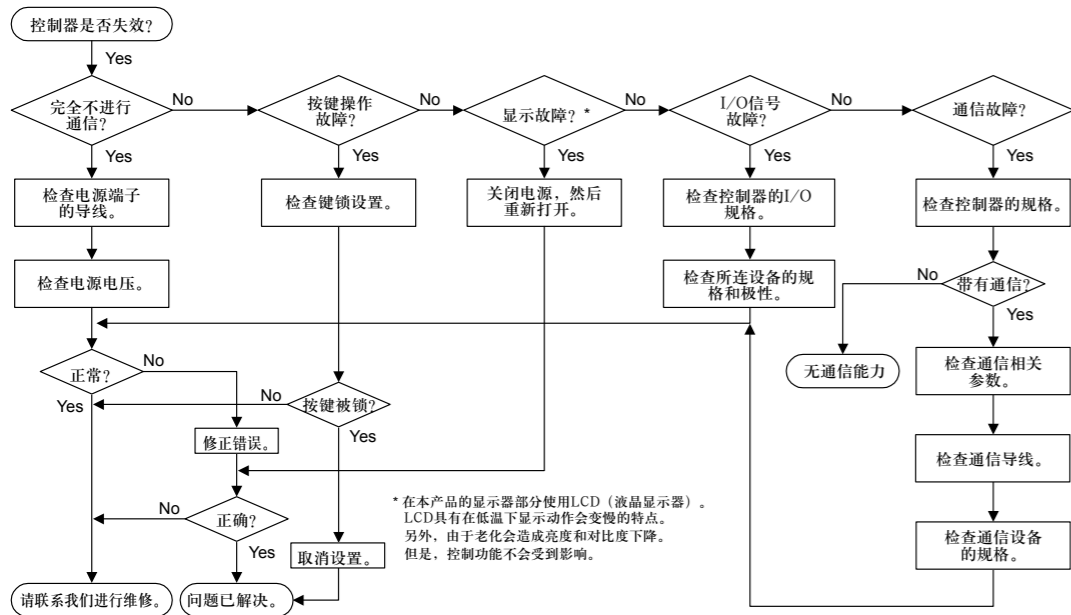 控制器是否失效?
Yes
完全不进行
通信?
No
按键操作
故障?
No
显示故障? *
No
I/O信号
故障?
No
通信故障?
Yes
Yes
Yes
Yes
Yes
检查电源端子
的导线。
检查键锁设置。
关闭电源，然后
重新打开。
检查控制器的I/O
规格。
检查控制器的规格。
检查电源电压。
检查所连设备的规
格和极性。
No
带有通信?
Yes
正常?
No
Yes
无通信能力
检查通信相关
参数。
No
按键被锁?
Yes
修正错误。
检查通信导线。
No
正确?
Yes
* 在本产品的显示器部分使用LCD（液晶显示器）。
LCD具有在低温下显示动作会变慢的特点。
另外，由于老化会造成亮度和对比度下降。
但是，控制功能不会受到影响。
检查通信设备
的规格。
取消设置。
请联系我们进行维修。
问题已解决。